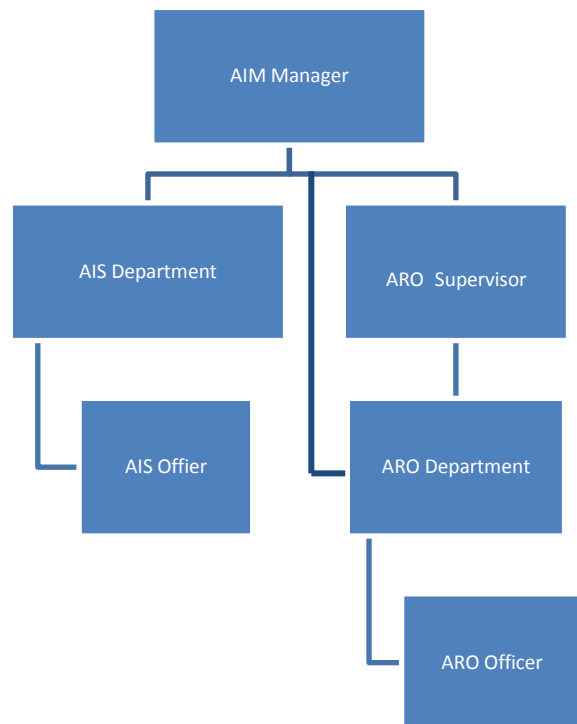 AIM Manager
AIS Department
ARO Supervisor
AIS Offier
ARO Department
ARO Officer